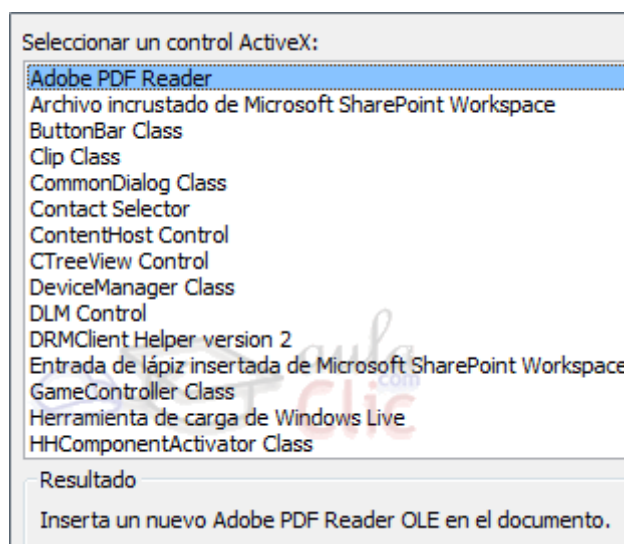 Seleccionar un control ActiveX:
Adobe PDF Reader
Archivo incrustado de Microsoft SharePoint Workspace
ButtonBar Class
Clip Class
CommonDialog Class
Contact Selector
ContentHost Control
CTreeView Control
DeviceManager Class
DLM Control
DRMClient Helper version 2
Entrada de lápiz insertada de Microsoft SharePoint Workspace
GameController Class
Herramienta de carga de Windows Live
HHComponentActivator Class
aula
.com
Clic
Resultado
Inserta un nuevo Adobe PDF Reader OLE en el documento.